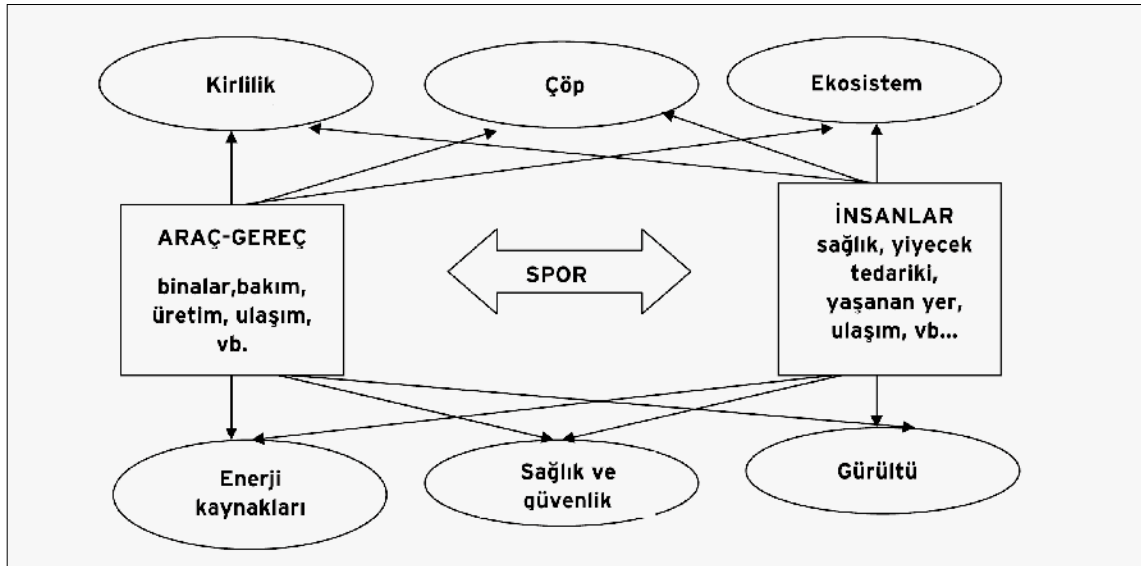 Kirlilik
Çöp
Ekosistem
ARAÇ-GEREÇ
binalar,bakım,
üretim, ulaşım,
vb.
SPOR
İNSANLAR
sağlık, yiyecek
tedariki,
yaşanan yer,
ulaşım, vb...
Enerji
kaynakları
Sağlık ve
güvenlik
Gürültü